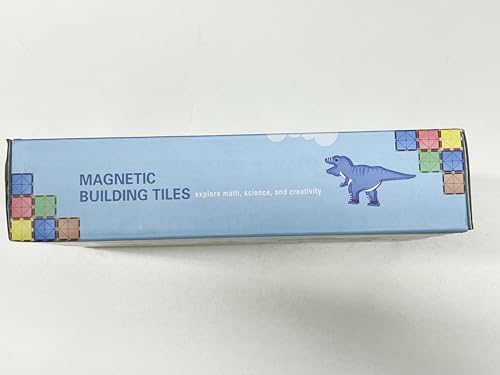 MAGNETIC
BUILDING TILES explore math, science, and creativity